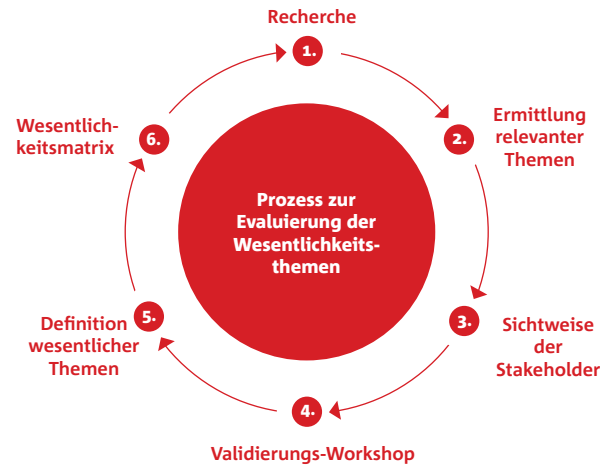 Recherche
1.
Ermittlung
relevanter
Themen
2.
Sichtweise
der
Stakeholder
3.
4.
Validierungs-Workshop
5.
Definition
wesentlicher
Themen
6.
Wesentlich-
keitsmatrix
Prozess zur
Evaluierung der
Wesentlichkeits-
themen